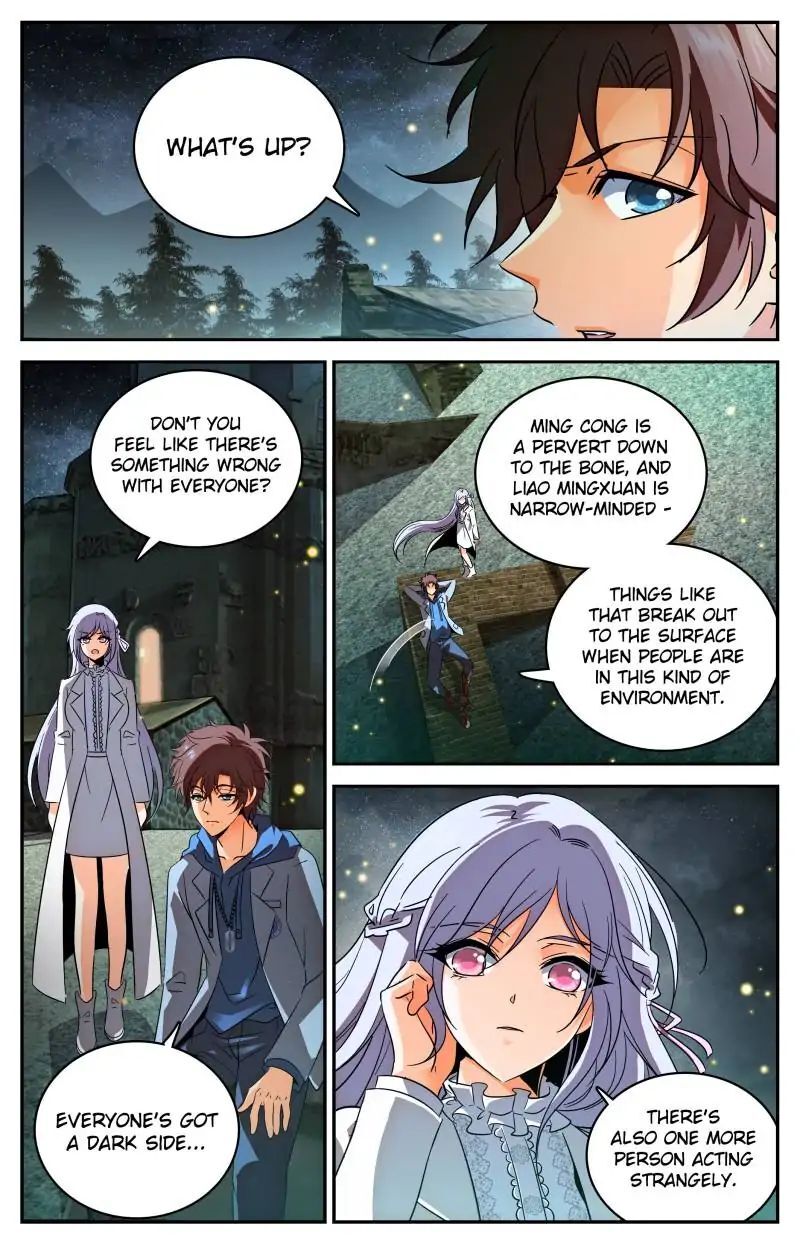 WHAT'S UP?
DON'T YOU
FEEL LIKE THERE'S
SOMETHING WRONG
WITH EVERYONE?
EVERYONE'S GOT
A DARK SIDE...
MING CONG IS
A PERVERT DOWN
TO THE BONE, AND
LIAO MINGXUAN IS
NARROW-MINDED -
THINGS LIKE
THAT BREAK OUT
TO THE SURFACE
WHEN PEOPLE ARE
IN THIS KIND OF
ENVIRONMENT.
2
THERE'S
ALSO ONE MORE
PERSON ACTING
STRANGELY.